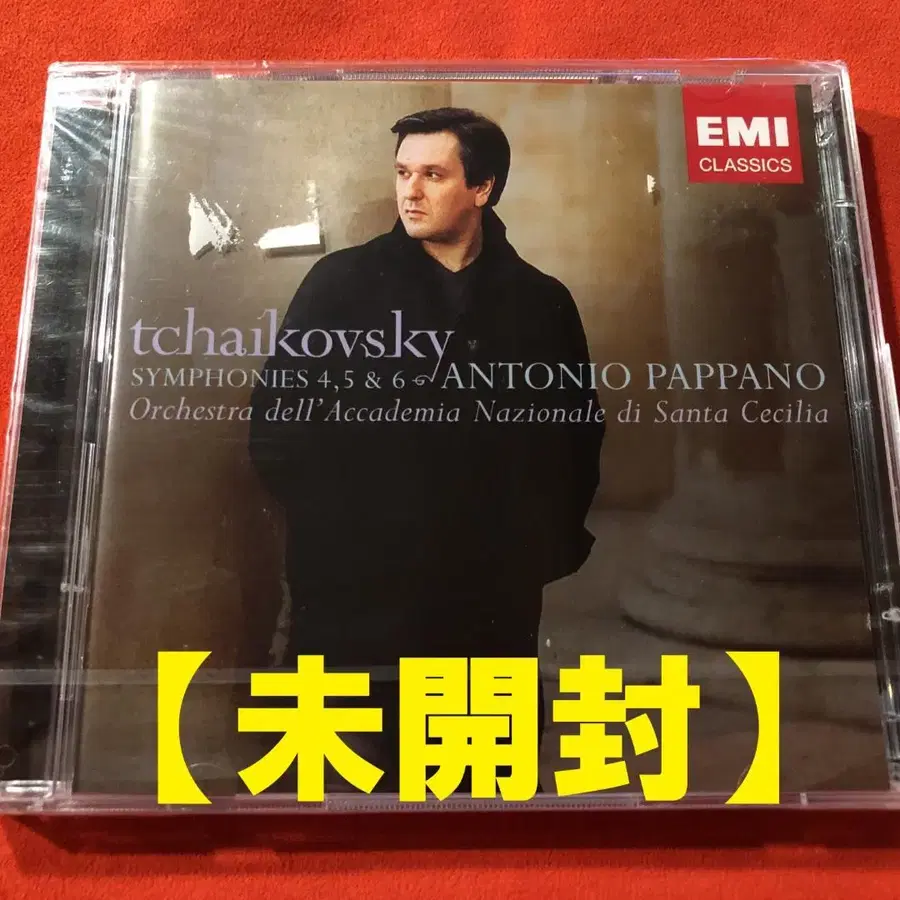 EMI
CLASSICS
tchaikovsky
SYMPHONIES 4,5 & 6 ANTONIO PAPPANO
Orchestra dell'Accademia Nazionale di Santa Cecilia
【未開封】